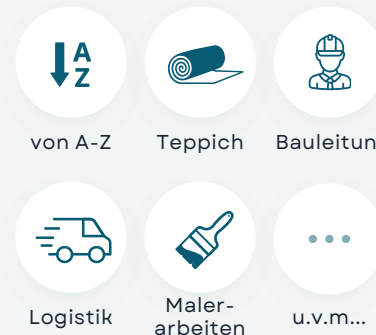 A
Z
von A-Z
Teppich
Bauleitun
Logistik
Maler-
arbeiten
u.v.m...